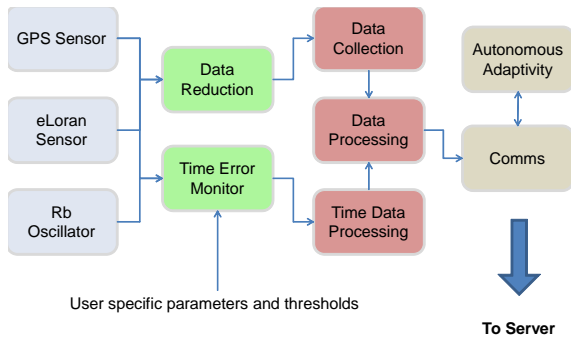 GPS Sensor
eLoran
Sensor
Rb
Oscillator
Data
Reduction
Time Error
Monitor
Data
Collection
Data
Processing
Time Data
Processing
Autonomous
Adaptivity
Comms
User specific parameters and thresholds
To Server